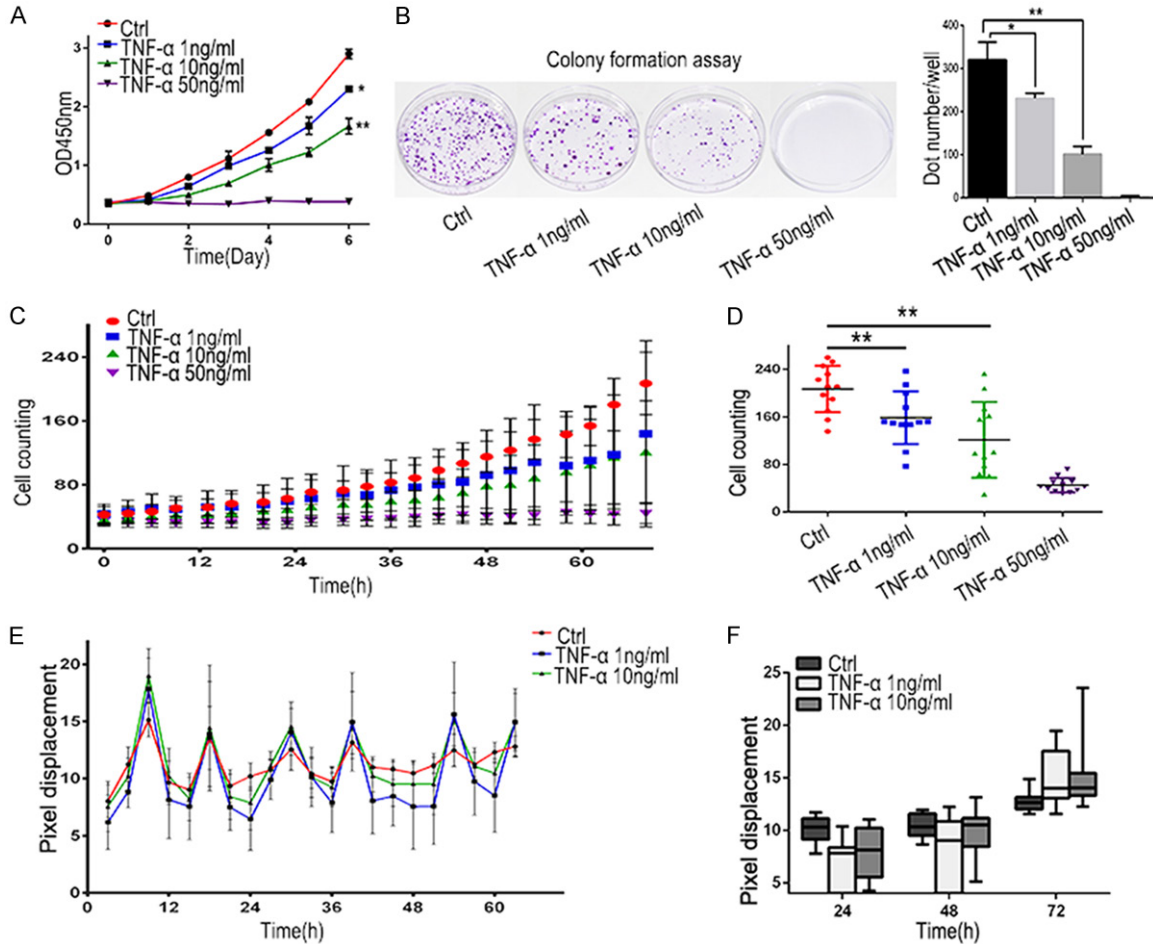 A
Ctrl
TNF-α 1ng/ml
TNF-α 10ng/ml
TNF-α 50ng/ml
3
2
1
0
OD450nm
*
**
0 2 4 6
Time(Day)
B
Colony formation assay
Ctrl
TNF-α 1ng/ml
TNF-α 10ng/ml
TNF-α 50ng/ml
**
*
400
300
200
100
0
Dot number/well
Ctrl
TNF-α 1ng/ml
TNF-α 10ng/ml
TNF-α 50ng/ml
C
Ctrl
TNF-α 1ng/ml
TNF-α 10ng/ml
TNF-α 50ng/ml
240
160
80
0
Cell counting
0 12 24 36 48 60
Time(h)
D
**
**
240
160
80
0
Cell counting
Ctrl
TNF-α 1ng/ml
TNF-α 10ng/ml
TNF-α 50ng/ml
E
Ctrl
TNF-α 1ng/ml
TNF-α 10ng/ml
20
15
10
5
0
Pixel displacement
0 12 24 36 48 60
Time(h)
F
Ctrl
TNF-α 1ng/ml
TNF-α 10ng/ml
25
20
15
10
5
Pixel displacement
24 48 72
Time(h)